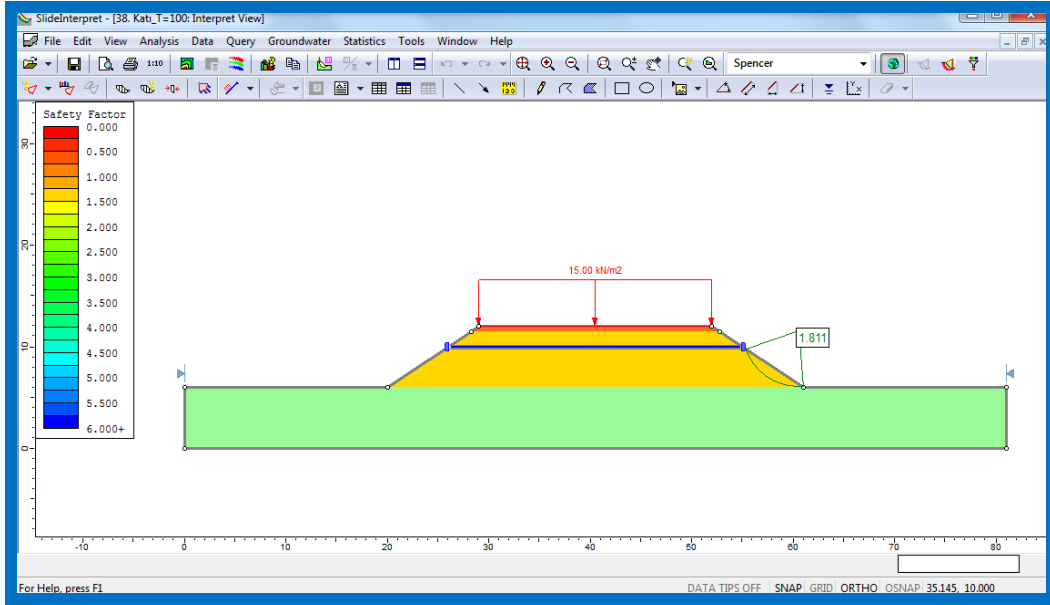 SlideInterpret - [38. Katı_T=100: Interpret View]
File Edit View Analysis Data Query Groundwater Statistics Tools Window Help
1:10
Spencer
Safety Factor
0.000
0.500
1.000
1.500
2.000
2.500
3.000
3.500
4.000
4.500
5.000
5.500
6.000+
30
20
10
0
15.00 kN/m2
1.811
-10 0 10 20 30 40 50 60 70 80
For Help, press F1
DATA TIPS OFF SNAP GRID ORTHO OSNAP 35.145, 10.000